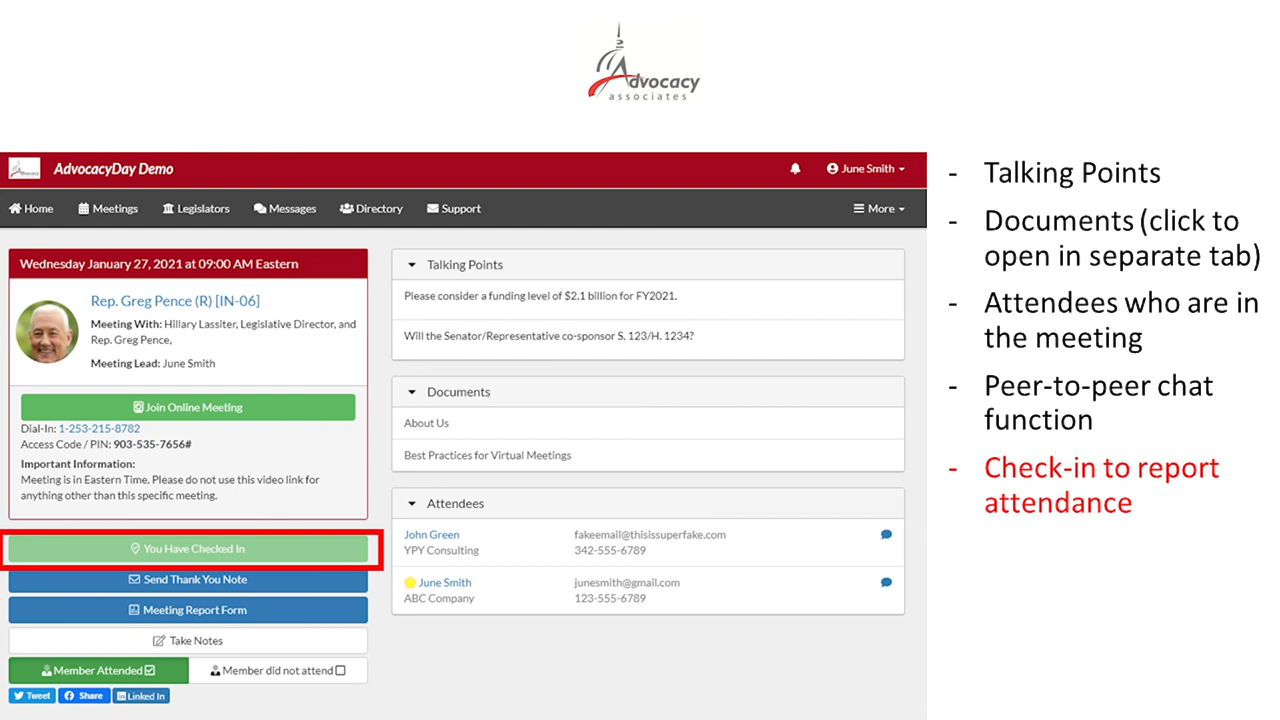 Advocacy
associates
AdvocacyDay Demo
June Smith
Home
Meetings
Legislators
Messages
Directory
Support
More
Wednesday January 27, 2021 at 09:00 AM Eastern
Rep. Greg Pence (R) [IN-06]
Meeting With: Hillary Lassiter, Legislative Director, and
Rep. Greg Pence,
Meeting Lead: June Smith
Join Online Meeting
Dial-In: 1-253-215-8782
Access Code / PIN: 903-535-7656#
Important Information:
Meeting is in Eastern Time. Please do not use this video link for
anything other than this specific meeting.
You Have Checked In
Send Thank You Note
Meeting Report Form
Take Notes
Member Attended
Member did not attend
Tweet
Share
Linked In
Talking Points
Please consider a funding level of $2.1 billion for FY2021.
Will the Senator/Representative co-sponsor S. 123/H. 1234?
Documents
About Us
Best Practices for Virtual Meetings
Attendees
John Green fakeemail@thisissuperfake.com
YPY Consulting 342-555-6789
June Smith junesmith@gmail.com
ABC Company 123-555-6789
- Talking Points
- Documents (click to
open in separate tab)
- Attendees who are in
the meeting
- Peer-to-peer chat
function
- Check-in to report
attendance